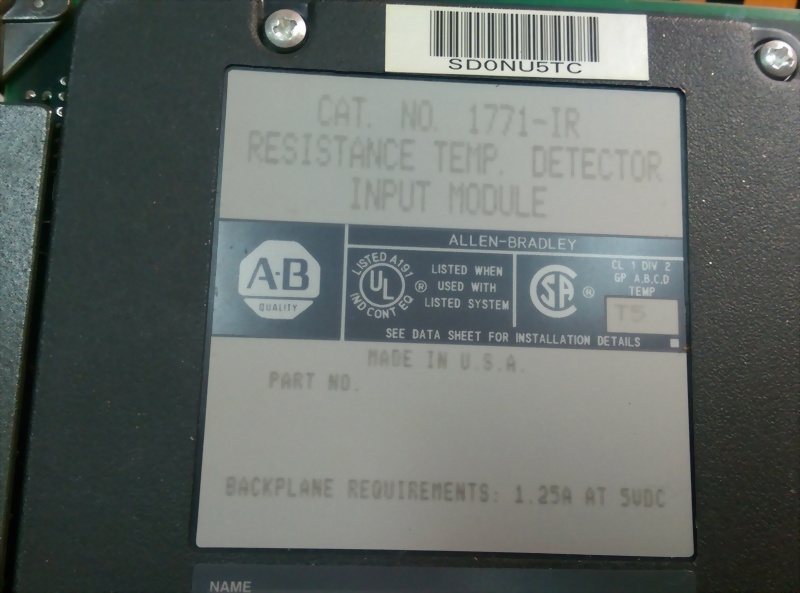 SD0NU5TC
CAT. NO. 1771-IR
RESISTANCE TEMP. DETECTOR
INPUT MODULE
ALLEN-BRADLEY
A-B
QUALITY
LISTED A191
UL
®
IND CONT EQ
LISTED WHEN
USED WITH
LISTED SYSTEM
SA
®
CL 1 DIV 2
GP A,B,C,D
TEMP
T5
SEE DATA SHEET FOR INSTALLATION DETAILS
MADE IN U.S.A.
PART NO.
BACKPLANE REQUIREMENTS: 1.25A AT 5VDC
NAME